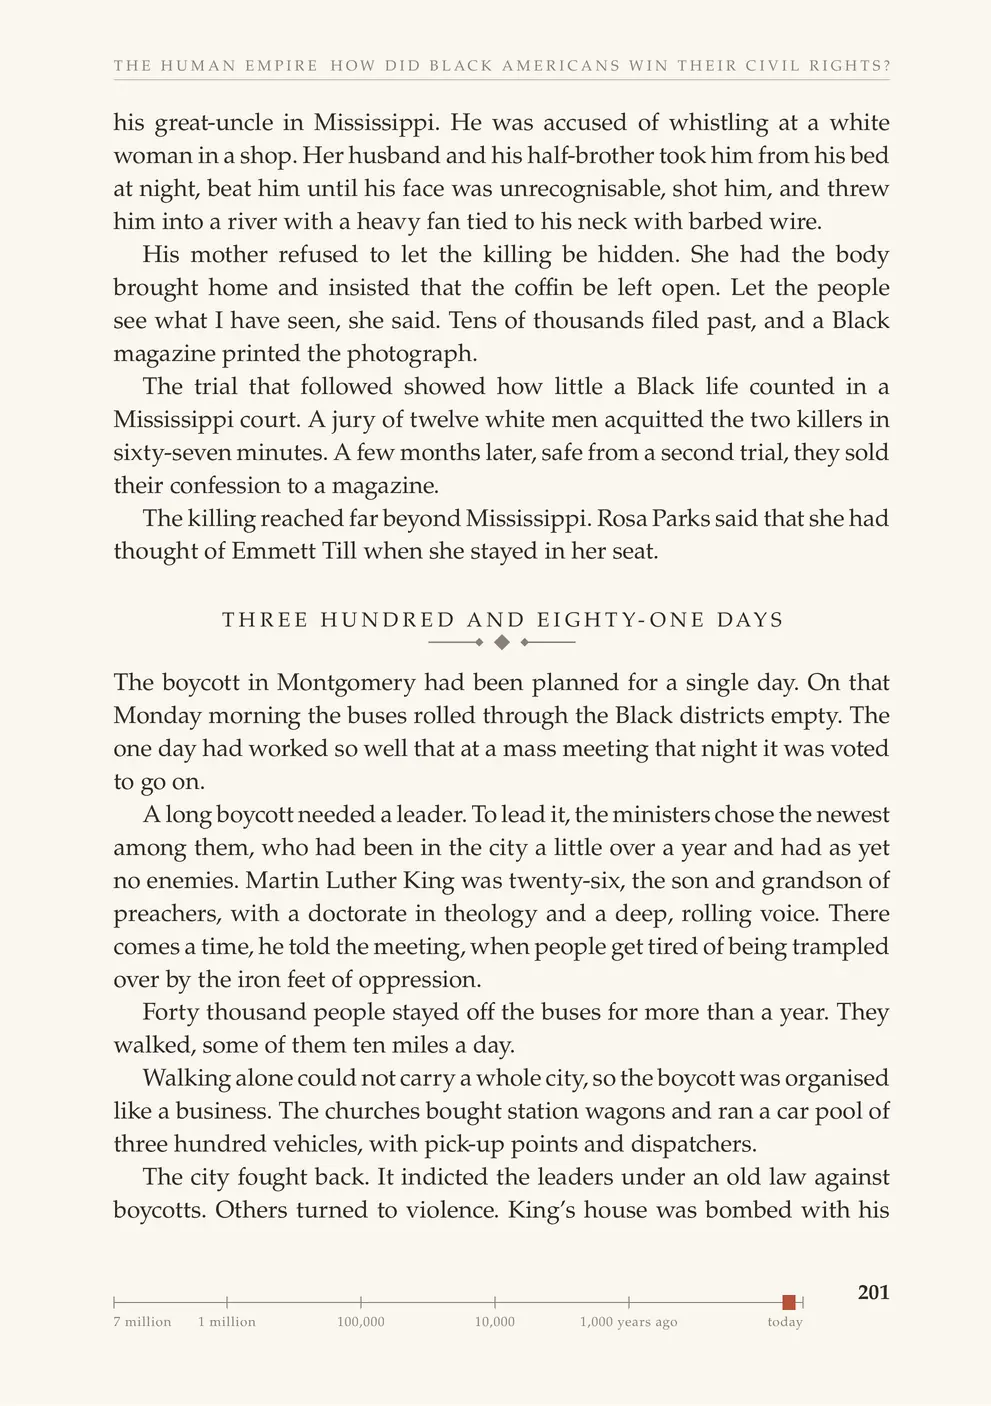 THE HUMAN EMPIRE HOW DID BLACK AMERICANS WIN THEIR CIVIL RIGHTS?
his great-uncle in Mississippi. He was accused of whistling at a white
woman in a shop. Her husband and his half-brother took him from his bed
at night, beat him until his face was unrecognisable, shot him, and threw
him into a river with a heavy fan tied to his neck with barbed wire.
His mother refused to let the killing be hidden. She had the body
brought home and insisted that the coffin be left open. Let the people
see what I have seen, she said. Tens of thousands filed past, and a Black
magazine printed the photograph.
The trial that followed showed how little a Black life counted in a
Mississippi court. A jury of twelve white men acquitted the two killers in
sixty-seven minutes. A few months later, safe from a second trial, they sold
their confession to a magazine.
The killing reached far beyond Mississippi. Rosa Parks said that she had
thought of Emmett Till when she stayed in her seat.
THREE HUNDRED AND EIGHTY-ONE DAYS
The boycott in Montgomery had been planned for a single day. On that
Monday morning the buses rolled through the Black districts empty. The
one day had worked so well that at a mass meeting that night it was voted
to go on.
A long boycott needed a leader. To lead it, the ministers chose the newest
among them, who had been in the city a little over a year and had as yet
no enemies. Martin Luther King was twenty-six, the son and grandson of
preachers, with a doctorate in theology and a deep, rolling voice. There
comes a time, he told the meeting, when people get tired of being trampled
over by the iron feet of oppression.
Forty thousand people stayed off the buses for more than a year. They
walked, some of them ten miles a day.
Walking alone could not carry a whole city, so the boycott was organised
like a business. The churches bought station wagons and ran a car pool of
three hundred vehicles, with pick-up points and dispatchers.
The city fought back. It indicted the leaders under an old law against
boycotts. Others turned to violence. King’s house was bombed with his
201
7 million 1 million 100,000 10,000 1,000 years ago today